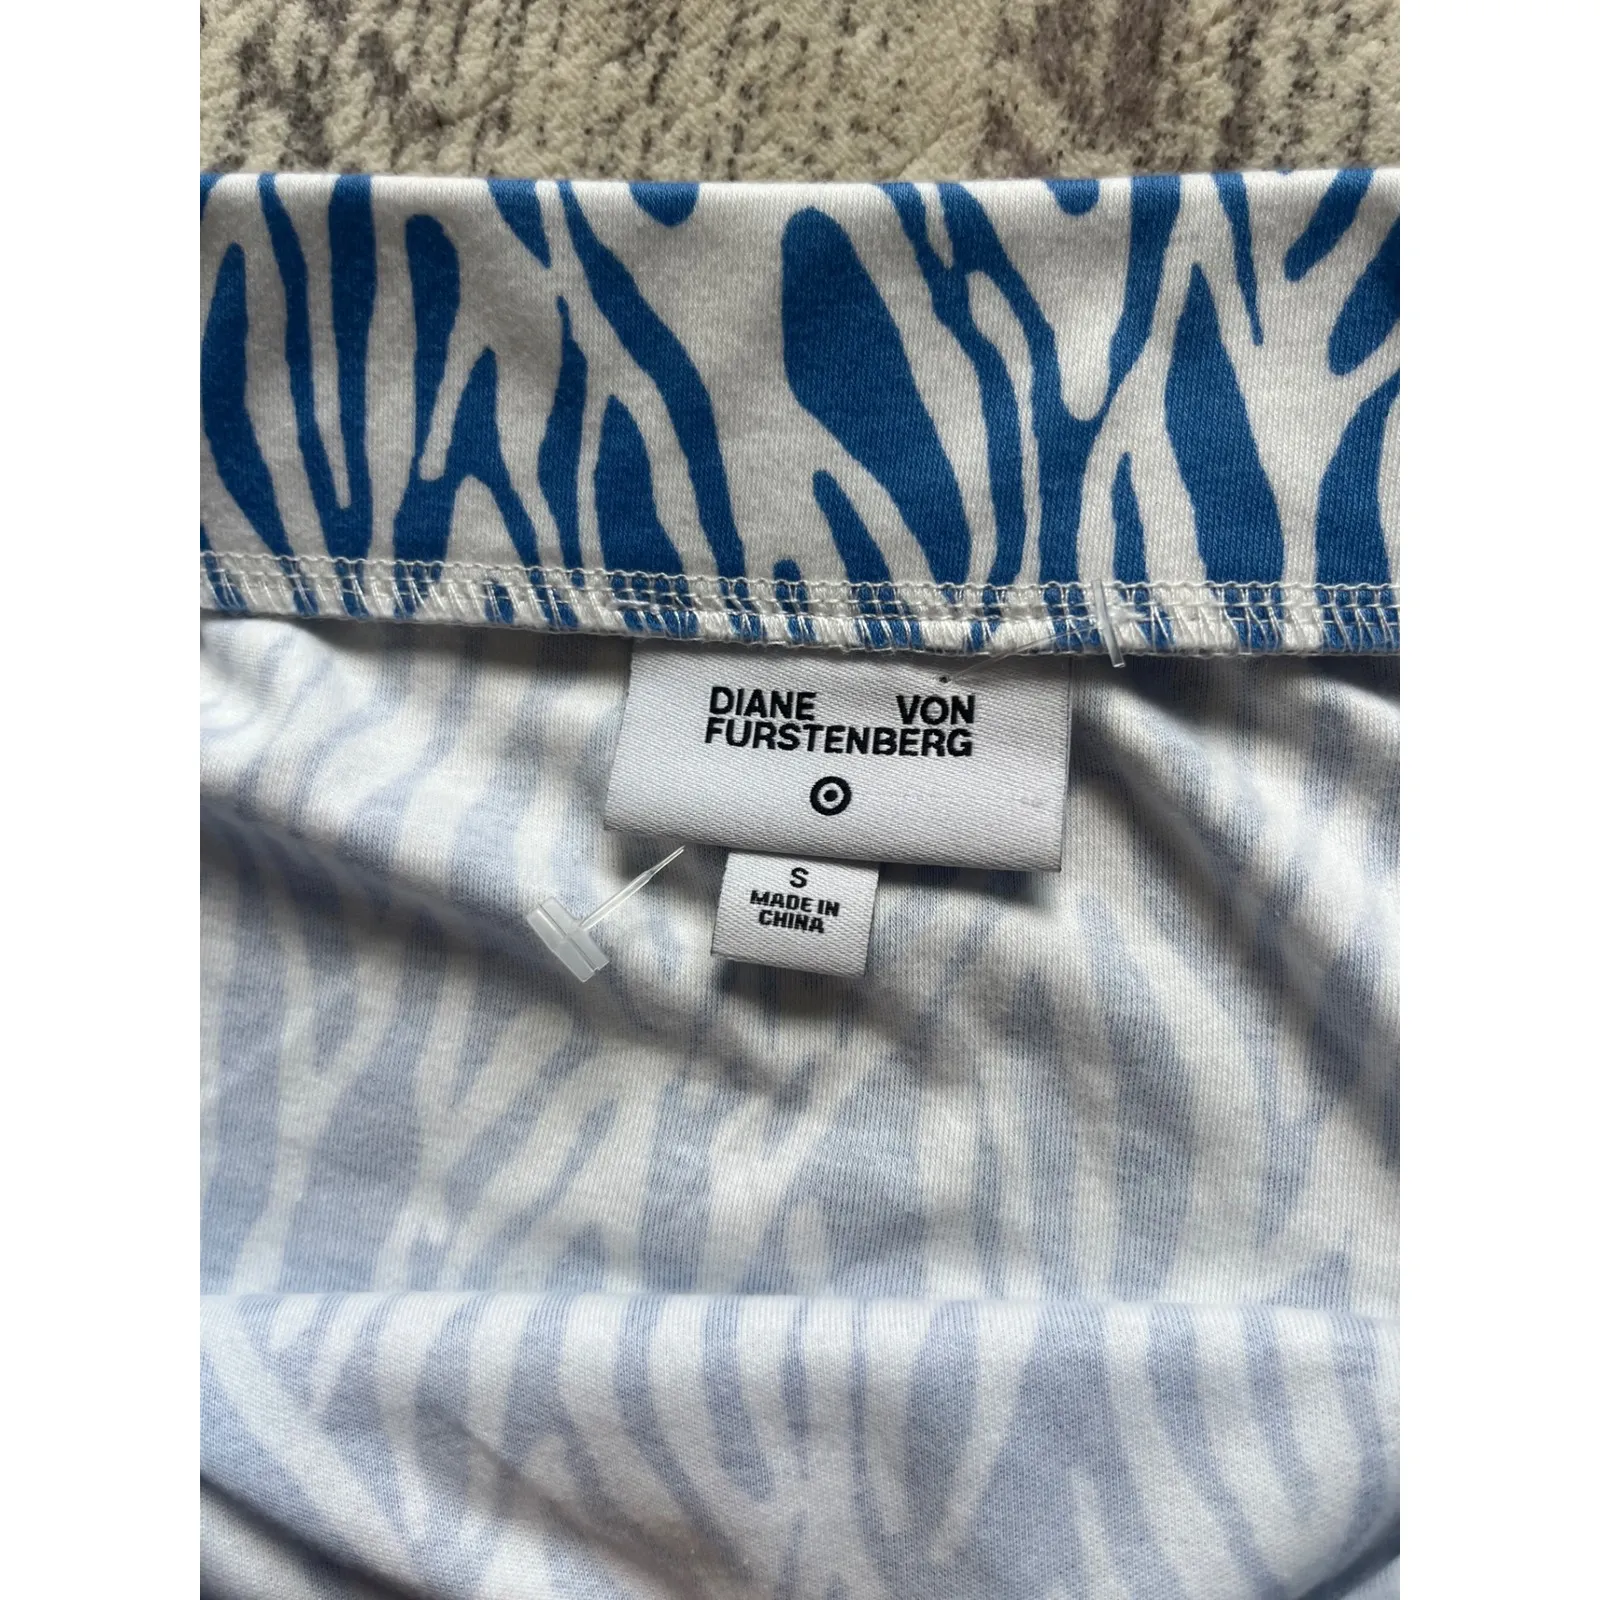 DIANE VON
FURSTENBERG
S
MADE IN
CHINA